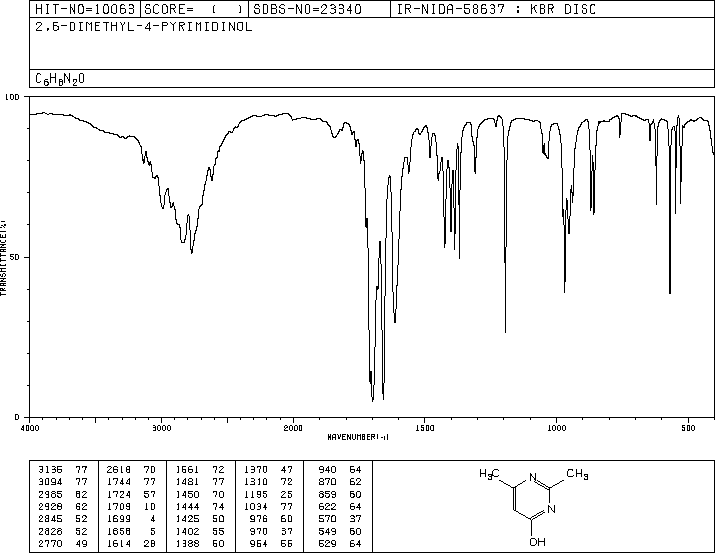 HIT-NO=10063 SCORE= ( ) SDBS-NO=23340 IR-NIDA-58637 : KBR DISC
2,6-DIMETHYL-4-PYRIMIDINOL
C6H8N2O
100
50
0
TRANSMITTANCE(%)
4000 3000 2000 1500 1000 500
WAVENUMBER(-1)
3136 77 2618 70 1561 72 1370 47 940 64
3094 77 1744 77 1481 77 1310 72 870 62
2985 62 1724 57 1450 70 1195 25 859 60
2928 62 1709 10 1444 74 1034 77 622 64
2845 52 1699 4 1425 50 976 60 570 37
2828 52 1658 5 1402 55 970 37 549 60
2770 49 1614 28 1388 50 964 55 529 64
H3C N CH3
N
OH